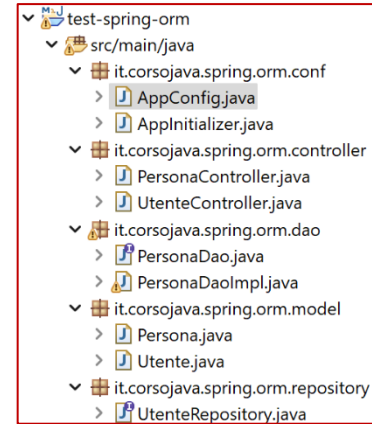 test-spring-orm
src/main/java
it.corsojava.spring.orm.conf
AppConfig.java
AppInitializer.java
it.corsojava.spring.orm.controller
PersonaController.java
UtenteController.java
it.corsojava.spring.orm.dao
PersonaDao.java
PersonaDaoImpl.java
it.corsojava.spring.orm.model
Persona.java
Utente.java
it.corsojava.spring.orm.repository
UtenteRepository.java